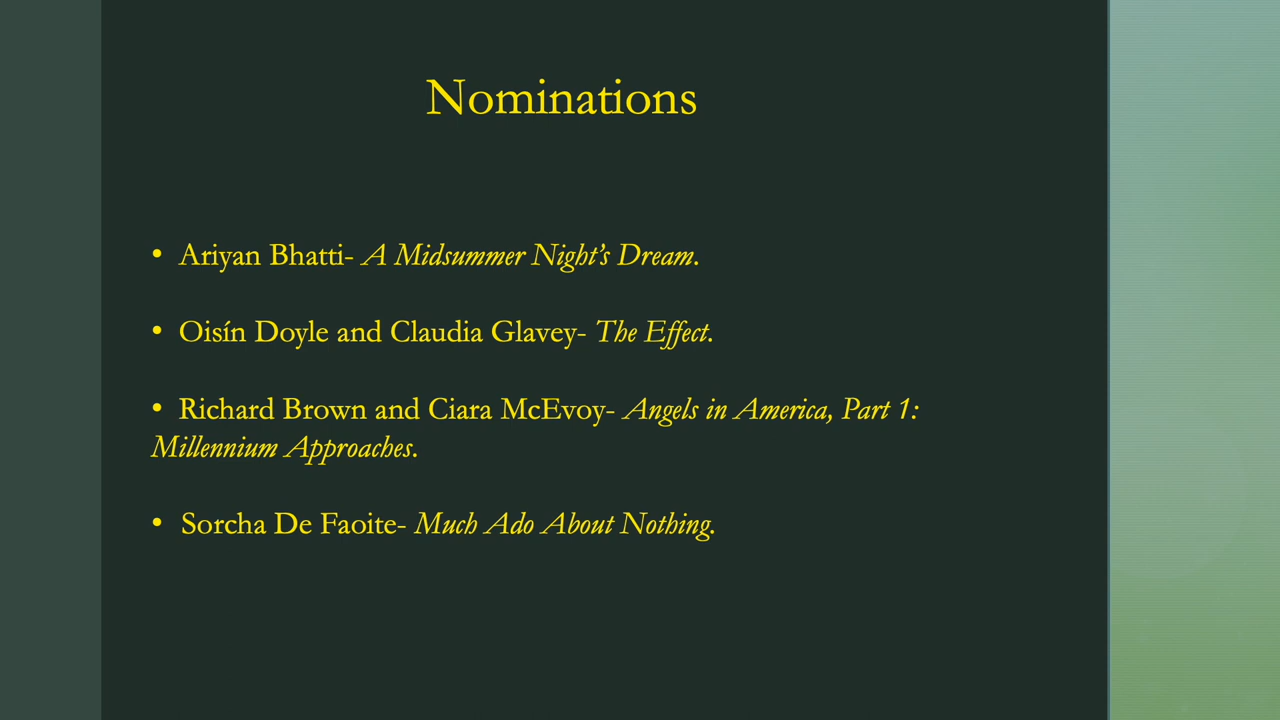 Nominations
• Ariyan Bhatti- A Midsummer Night’s Dream.
• Oisín Doyle and Claudia Glavey- The Effect.
• Richard Brown and Ciara McEvoy- Angels in America, Part 1:
Millennium Approaches.
• Sorcha De Faoite- Much Ado About Nothing.